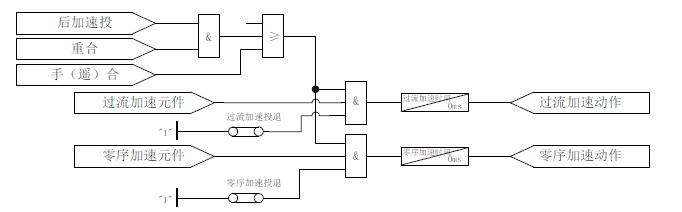 后加速投
重合
&
≥
手（遥）合
过流加速元件
&
过流加速时间
0ms
过流加速动作
过流加速投退
"1"
零序加速元件
&
零序加速时间
0ms
零序加速动作
零序加速投退
"1"